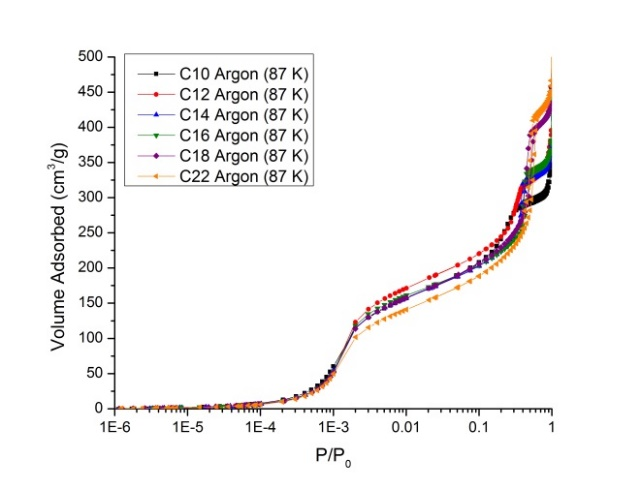 500
450
400
350
300
250
200
150
100
50
0
Volume Adsorbed (cm³/g)
C10 Argon (87 K)
C12 Argon (87 K)
C14 Argon (87 K)
C16 Argon (87 K)
C18 Argon (87 K)
C22 Argon (87 K)
1E-6 1E-5 1E-4 1E-3 0.01 0.1 1
P/P₀